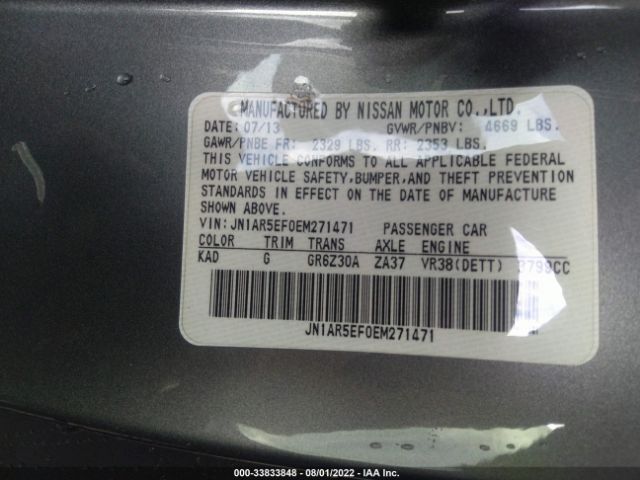 MANUFACTURED BY NISSAN MOTOR CO.,LTD.
DATE: 07/13 GVWR/PNBV: 4669 LBS.
GAWR/PNBE FR: 2329 LBS. RR: 2353 LBS.
THIS VEHICLE CONFORMS TO ALL APPLICABLE FEDERAL
MOTOR VEHICLE SAFETY,BUMPER,AND THEFT PREVENTION
STANDARDS IN EFFECT ON THE DATE OF MANUFACTURE
SHOWN ABOVE.
VIN: JN1AR5EF0EM271471 PASSENGER CAR
COLOR TRIM TRANS AXLE ENGINE
KAD G GR6Z30A ZA37 VR38(DETT) 3799CC
JN1AR5EF0EM271471
000-33833848 - 08/01/2022 - IAA Inc.